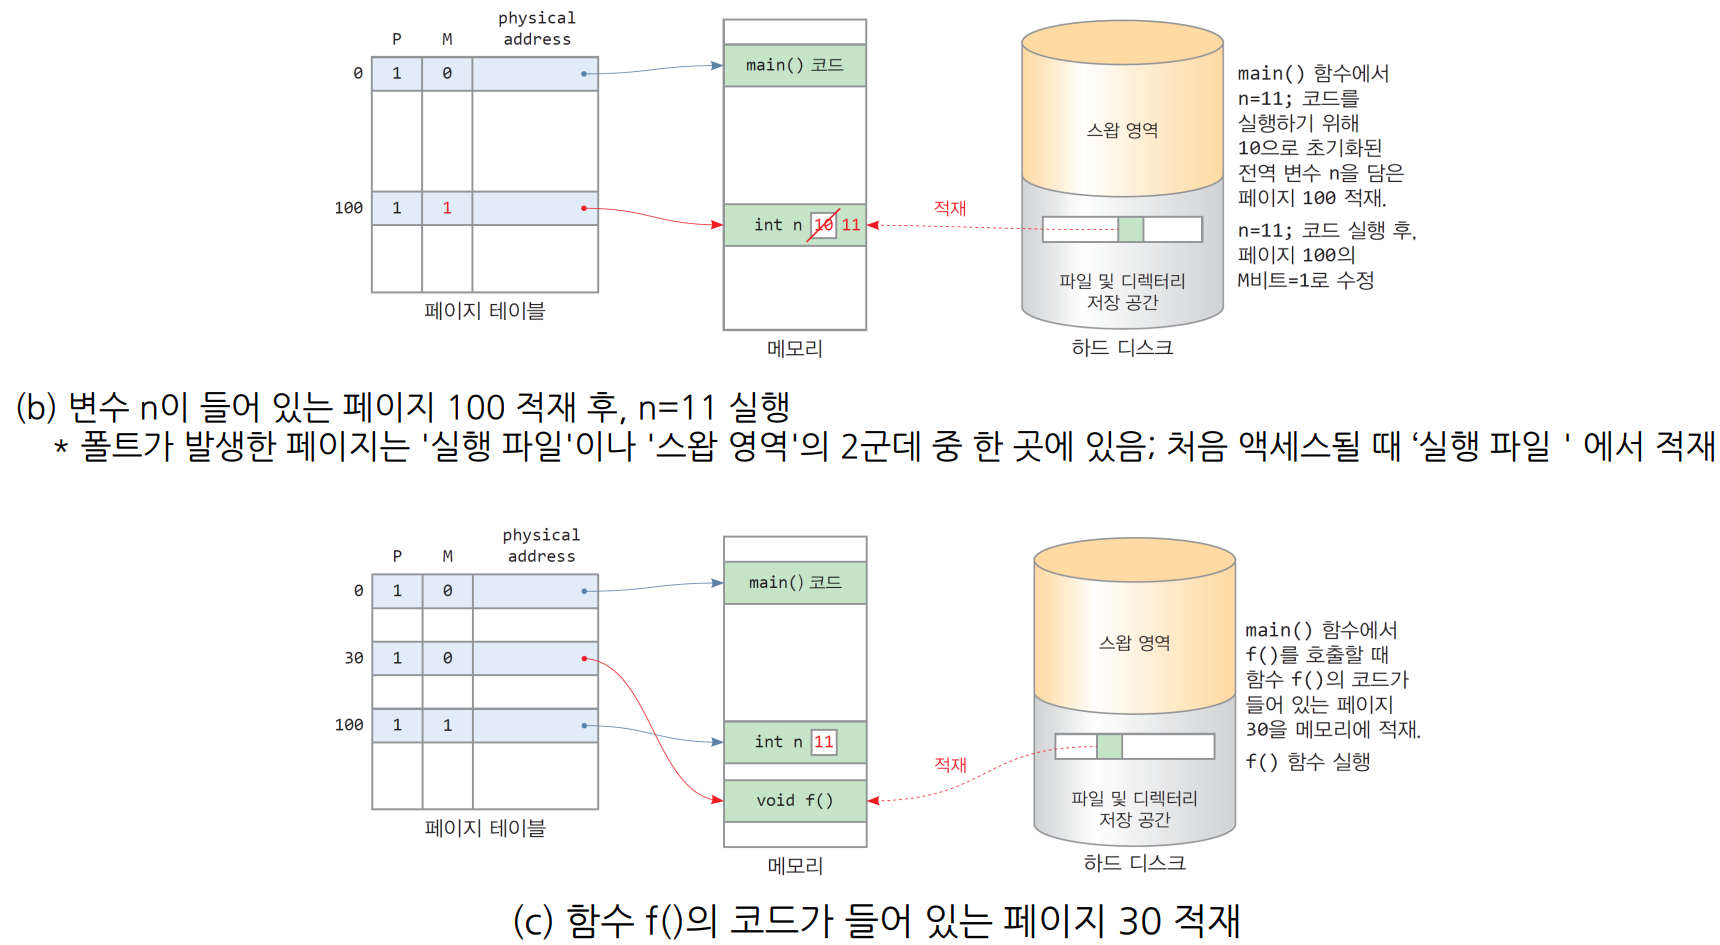 physical
P M address
0 1 0
100 1 1
페이지 테이블
main() 코드
int n 10 11
메모리
적재
스왑 영역
파일 및 디렉터리
저장 공간
하드 디스크
main() 함수에서
n=11; 코드를
실행하기 위해
10으로 초기화된
전역 변수 n을 담은
페이지 100 적재.
n=11; 코드 실행 후,
페이지 100의
M비트=1로 수정
(b) 변수 n이 들어 있는 페이지 100 적재 후, n=11 실행
* 폴트가 발생한 페이지는 '실행 파일'이나 '스왑 영역'의 2군데 중 한 곳에 있음; 처음 액세스될 때 ‘실행 파일 ' 에서 적재
physical
P M address
0 1 0
30 1 0
100 1 1
페이지 테이블
main() 코드
int n 11
void f()
메모리
적재
스왑 영역
파일 및 디렉터리
저장 공간
하드 디스크
main() 함수에서
f()를 호출할 때
함수 f()의 코드가
들어 있는 페이지
30을 메모리에 적재.
f() 함수 실행
(c) 함수 f()의 코드가 들어 있는 페이지 30 적재